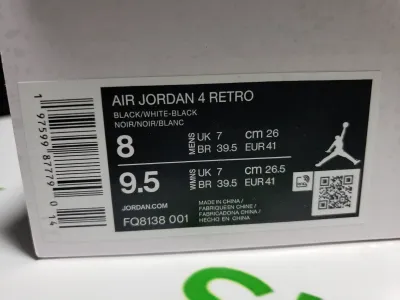 AIR JORDAN 4 RETRO
BLACK/WHITE-BLACK
NOIR/NOIR/BLANC
8 MENS UK 7 cm 26
BR 39.5 EUR 41
9.5 WMNS UK 7 cm 26.5
BR 39.5 EUR 41
JORDAN.COM
FQ8138 001
MADE IN CHINA /
FABRIQUE EN CHINE /
FABRICADONA CHINA /
HECHO EN CHINA
1 97599 87779 0 14